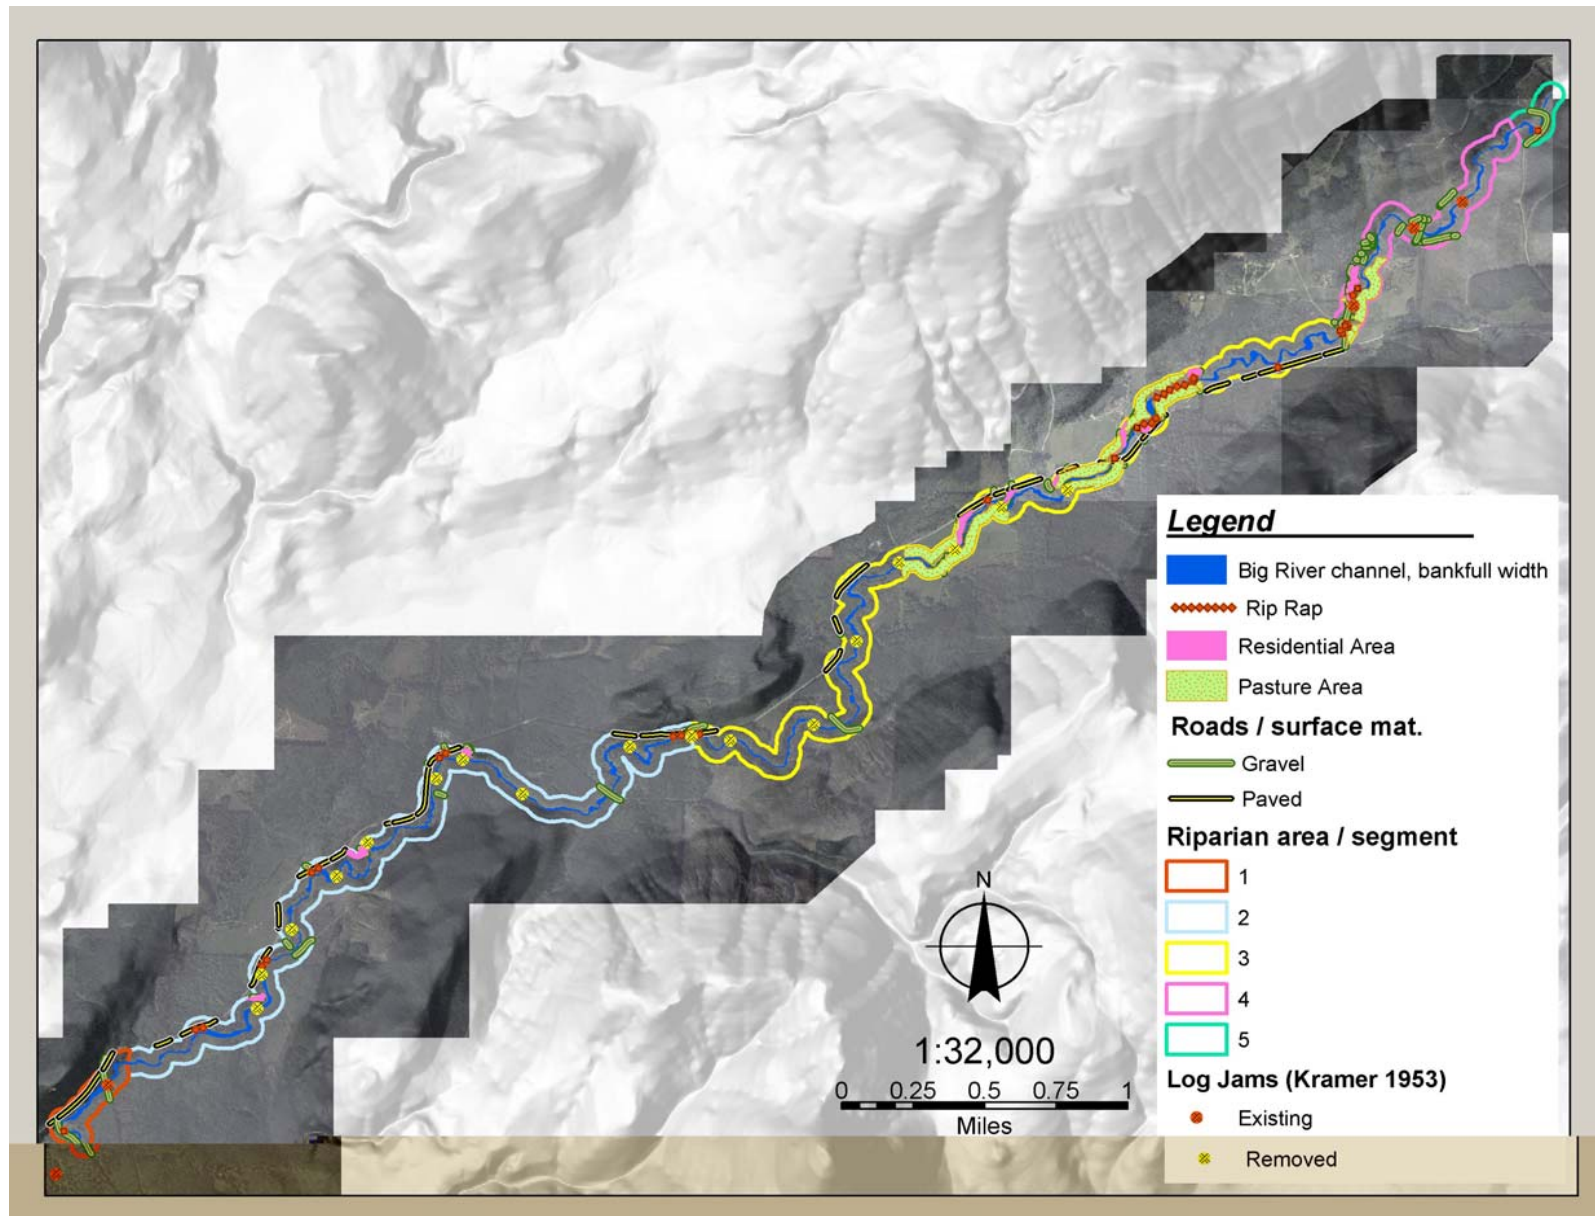 Legend
Big River channel, bankfull width
Rip Rap
Residential Area
Pasture Area
Roads / surface mat.
Gravel
Paved
Riparian area / segment
1
2
3
4
5
Log Jams (Kramer 1953)
Existing
Removed
N
1:32,000
0 0.25 0.5 0.75 1
Miles